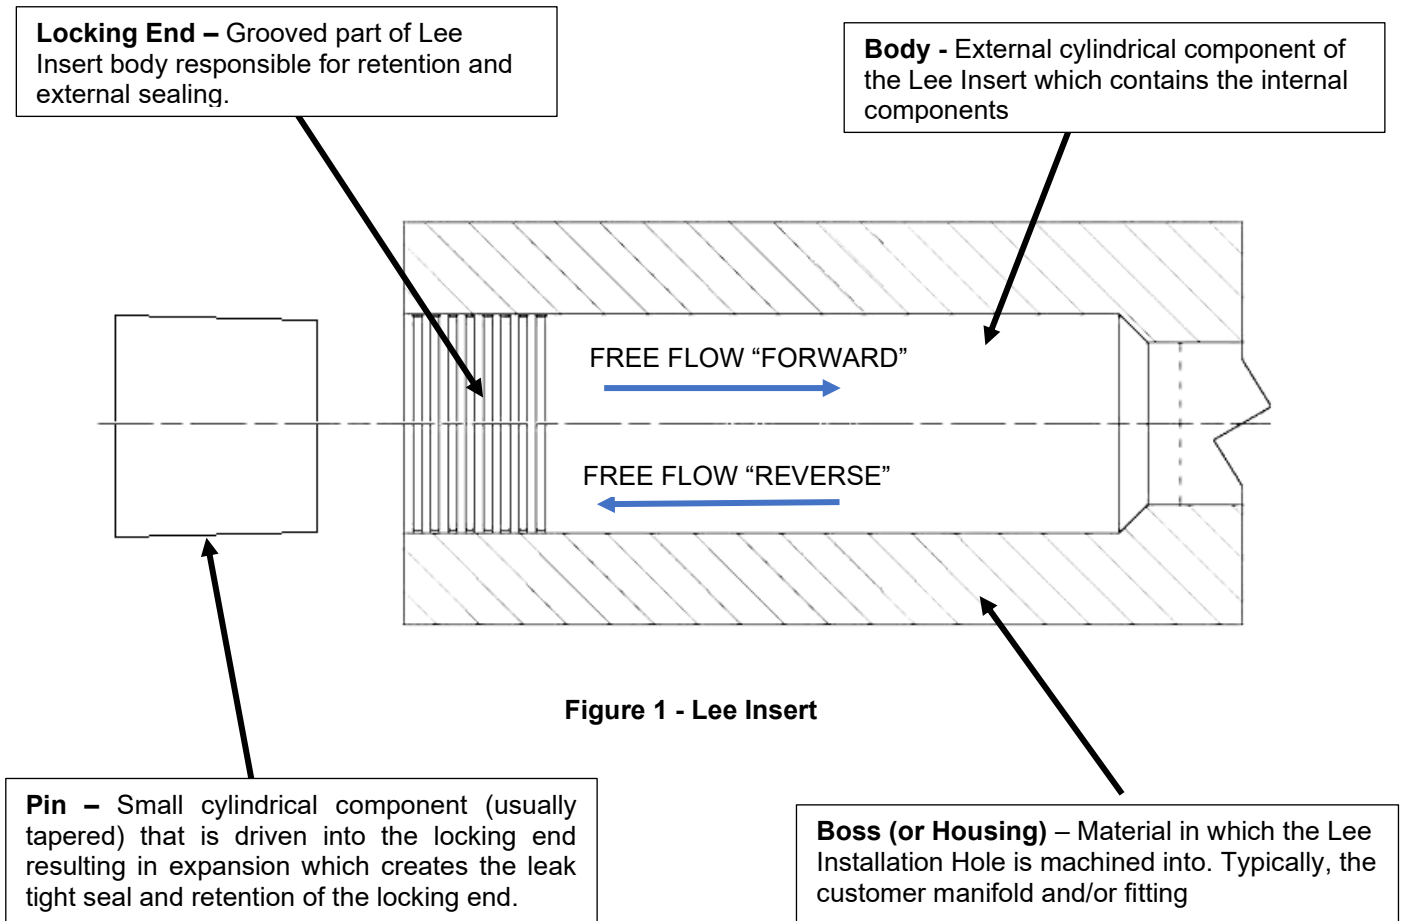 Locking End – Grooved part of Lee
Insert body responsible for retention and
external sealing.
Body - External cylindrical component of
the Lee Insert which contains the internal
components
FREE FLOW “FORWARD”
FREE FLOW “REVERSE”
Figure 1 - Lee Insert
Pin – Small cylindrical component (usually
tapered) that is driven into the locking end
resulting in expansion which creates the leak
tight seal and retention of the locking end.
Boss (or Housing) – Material in which the Lee
Installation Hole is machined into. Typically, the
customer manifold and/or fitting